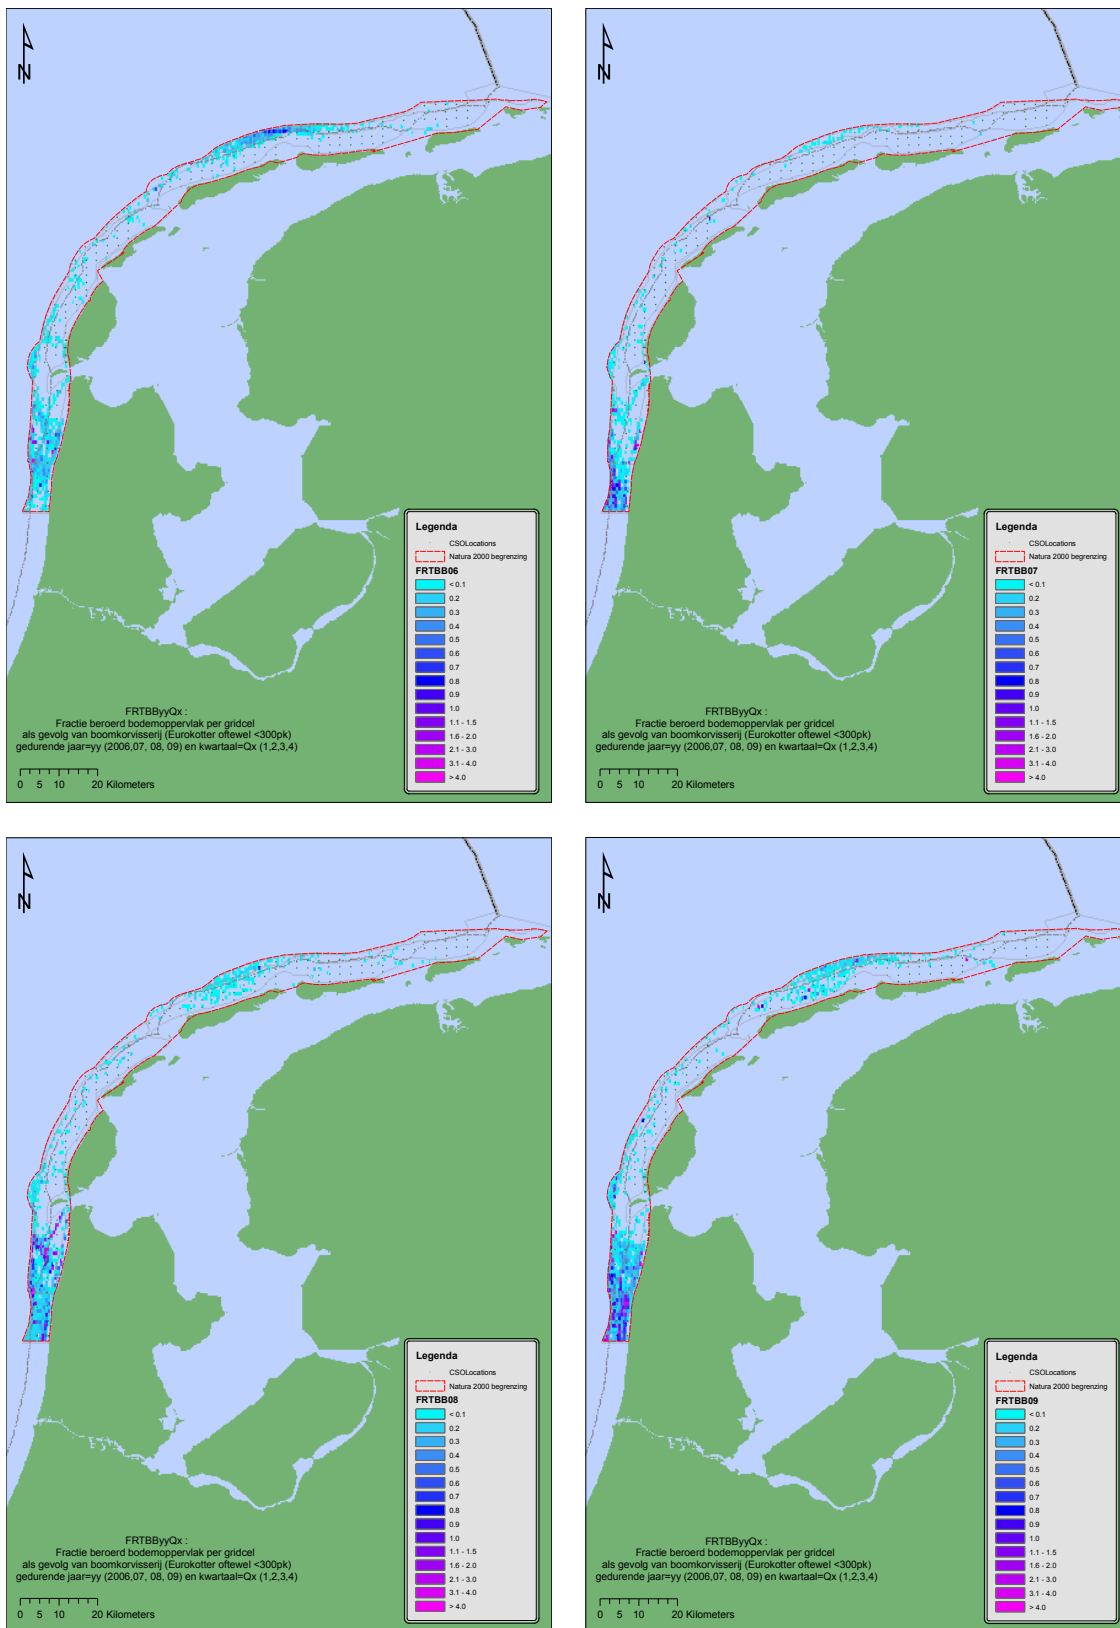 N
Legenda
CSOLocations
Natura 2000 begrenzing
FRTBB06
< 0.1
0.2
0.3
0.4
0.5
0.6
0.7
0.8
0.9
1.0
1.1 - 1.5
1.6 - 2.0
2.1 - 3.0
3.1 - 4.0
> 4.0
FRTBByyQx :
Fractie beroerd bodemoppervlak per gridcel
als gevolg van boomkorvisserij (Eurokotter oftewel <300pk)
gedurende jaar=yy (2006,07, 08, 09) en kwartaal=Qx (1,2,3,4)
0 5 10 20 Kilometers
N
Legenda
CSOLocations
Natura 2000 begrenzing
FRTBB07
< 0.1
0.2
0.3
0.4
0.5
0.6
0.7
0.8
0.9
1.0
1.1 - 1.5
1.6 - 2.0
2.1 - 3.0
3.1 - 4.0
> 4.0
FRTBByyQx :
Fractie beroerd bodemoppervlak per gridcel
als gevolg van boomkorvisserij (Eurokotter oftewel <300pk)
gedurende jaar=yy (2006,07, 08, 09) en kwartaal=Qx (1,2,3,4)
0 5 10 20 Kilometers
N
Legenda
CSOLocations
Natura 2000 begrenzing
FRTBB08
< 0.1
0.2
0.3
0.4
0.5
0.6
0.7
0.8
0.9
1.0
1.1 - 1.5
1.6 - 2.0
2.1 - 3.0
3.1 - 4.0
> 4.0
FRTBByyQx :
Fractie beroerd bodemoppervlak per gridcel
als gevolg van boomkorvisserij (Eurokotter oftewel <300pk)
gedurende jaar=yy (2006,07, 08, 09) en kwartaal=Qx (1,2,3,4)
0 5 10 20 Kilometers
N
Legenda
CSOLocations
Natura 2000 begrenzing
FRTBB09
< 0.1
0.2
0.3
0.4
0.5
0.6
0.7
0.8
0.9
1.0
1.1 - 1.5
1.6 - 2.0
2.1 - 3.0
3.1 - 4.0
> 4.0
FRTBByyQx :
Fractie beroerd bodemoppervlak per gridcel
als gevolg van boomkorvisserij (Eurokotter oftewel <300pk)
gedurende jaar=yy (2006,07, 08, 09) en kwartaal=Qx (1,2,3,4)
0 5 10 20 Kilometers